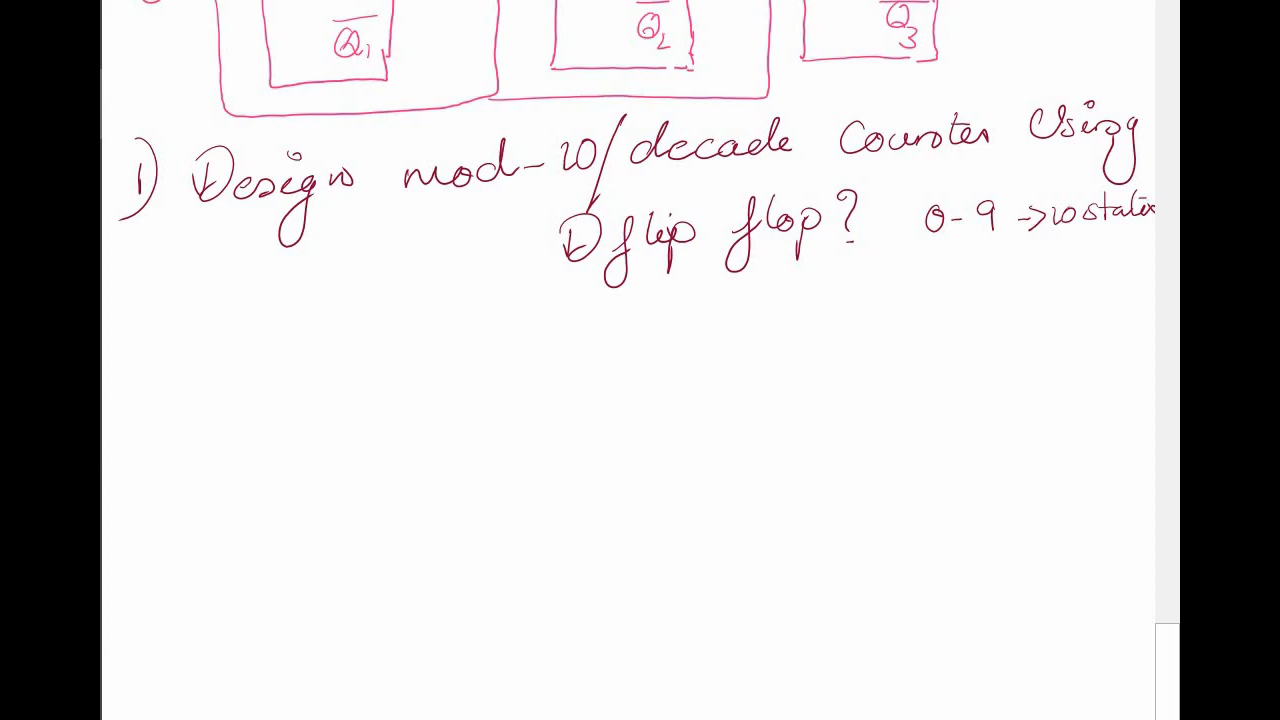 Q̅₁ Q̅₂ Q̅₃
1) Design mod-10/decade Counter Using
D flip flop? 0-9 →10 states